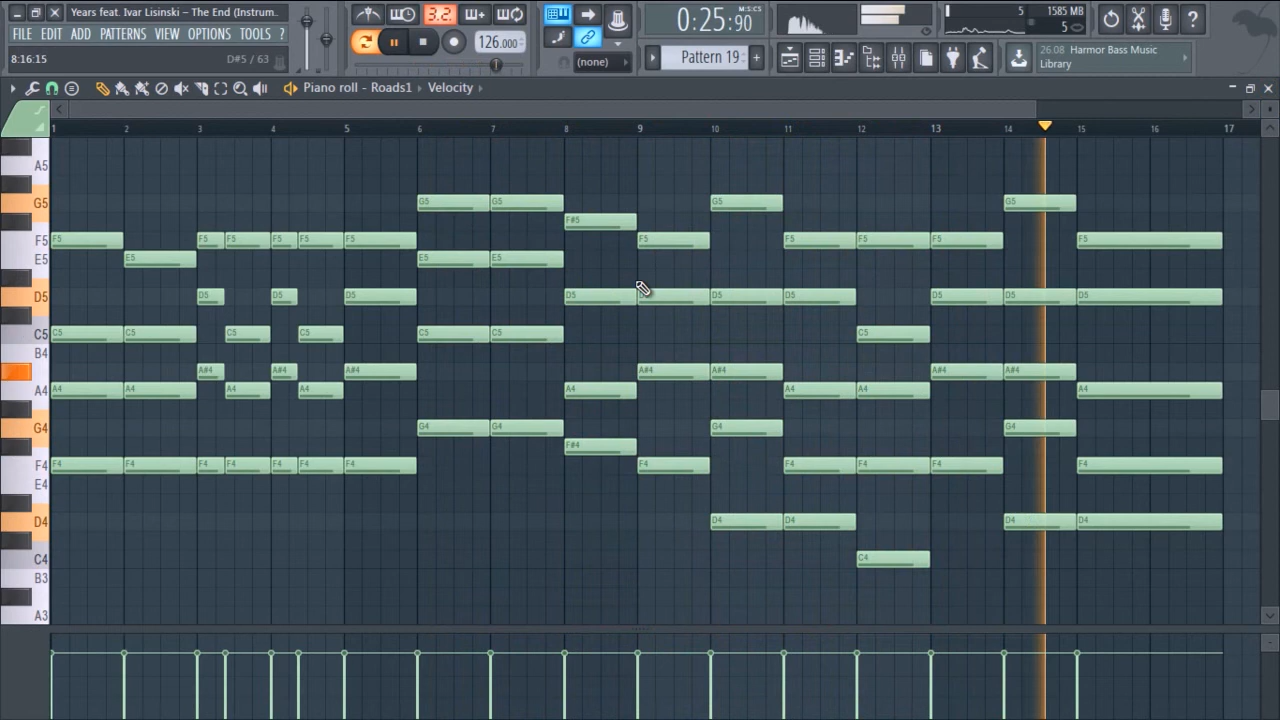 Years feat. Ivar Lisinski – The End (Instrum..
FILE EDIT ADD PATTERNS VIEW OPTIONS TOOLS ?
8:16:15 D#5 / 63
3.2.
126.000
0:25:90 M:S:CS
(none)
Pattern 19
5 1585 MB
5
26.08 Harmor Bass Music
Library
Piano roll - Roads1 Velocity
1 2 3 4 5 6 7 8 9 10 11 12 13 14 15 16 17
A5
G5 G5 G5 G5 G5
F#5
F5 F5 F5 F5 F5 F5 F5 F5 F5 F5 F5 F5
E5 E5 E5 E5
D5 D5 D5 D5 D5 D5 D5 D5 D5 D5
C5 C5 C5 C5 C5 C5 C5 C5
B4
A#4 A#4 A#4 A#4 A#4 A#4 A#4
A4 A4 A4 A4 A4 A4 A4 A4 A4
G4 G4 G4 G4 G4
F#4
F4 F4 F4 F4 F4 F4 F4 F4 F4 F4 F4 F4 F4
E4
D4 D4 D4 D4 D4
C4 C4
B3
A3